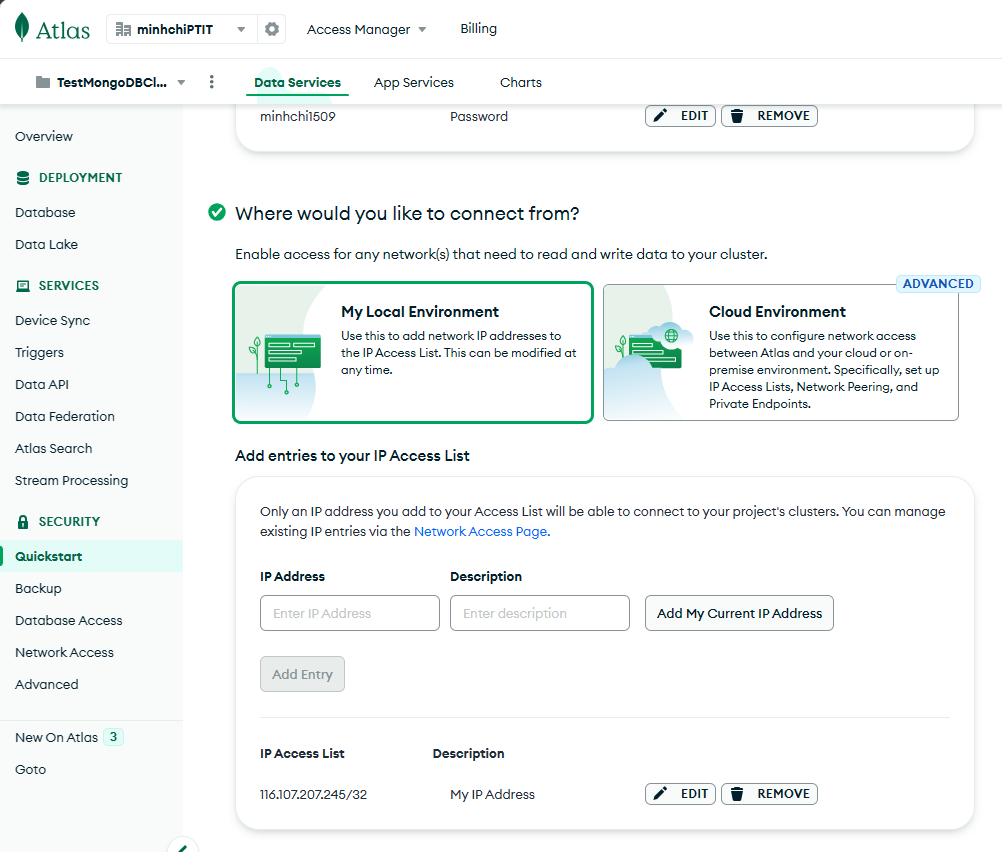 Atlas
minhchiPTIT
Access Manager
Billing
TestMongoDBCl...
Data Services
App Services
Charts
minhchi1509
Password
EDIT
REMOVE
Overview
DEPLOYMENT
Database
Data Lake
SERVICES
Device Sync
Triggers
Data API
Data Federation
Atlas Search
Stream Processing
SECURITY
Quickstart
Backup
Database Access
Network Access
Advanced
New On Atlas 3
Goto
Where would you like to connect from?
Enable access for any network(s) that need to read and write data to your cluster.
My Local Environment
Use this to add network IP addresses to
the IP Access List. This can be modified at
any time.
ADVANCED
Cloud Environment
Use this to configure network access
between Atlas and your cloud or on-
premise environment. Specifically, set up
IP Access Lists, Network Peering, and
Private Endpoints.
Add entries to your IP Access List
Only an IP address you add to your Access List will be able to connect to your project's clusters. You can manage
existing IP entries via the Network Access Page.
IP Address
Description
Enter IP Address
Enter description
Add My Current IP Address
Add Entry
IP Access List
Description
116.107.207.245/32
My IP Address
EDIT
REMOVE